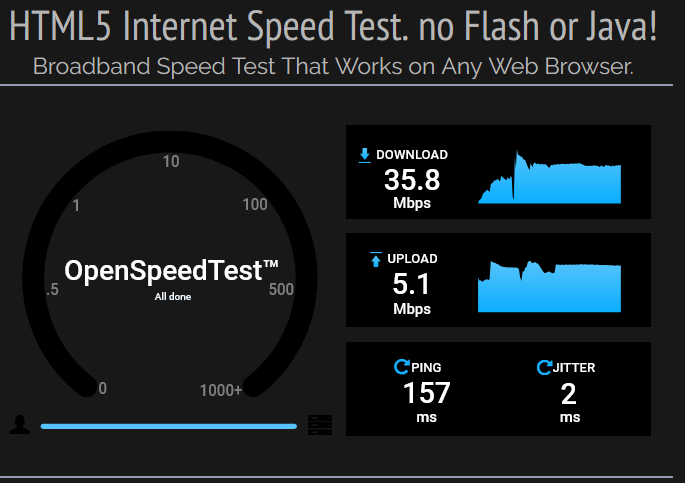 HTML5 Internet Speed Test. no Flash or Java!
Broadband Speed Test That Works on Any Web Browser.
10
1
100
OpenSpeedTest™
.5
All done
500
0
1000+
DOWNLOAD
35.8
Mbps
UPLOAD
5.1
Mbps
PING
157
ms
JITTER
2
ms